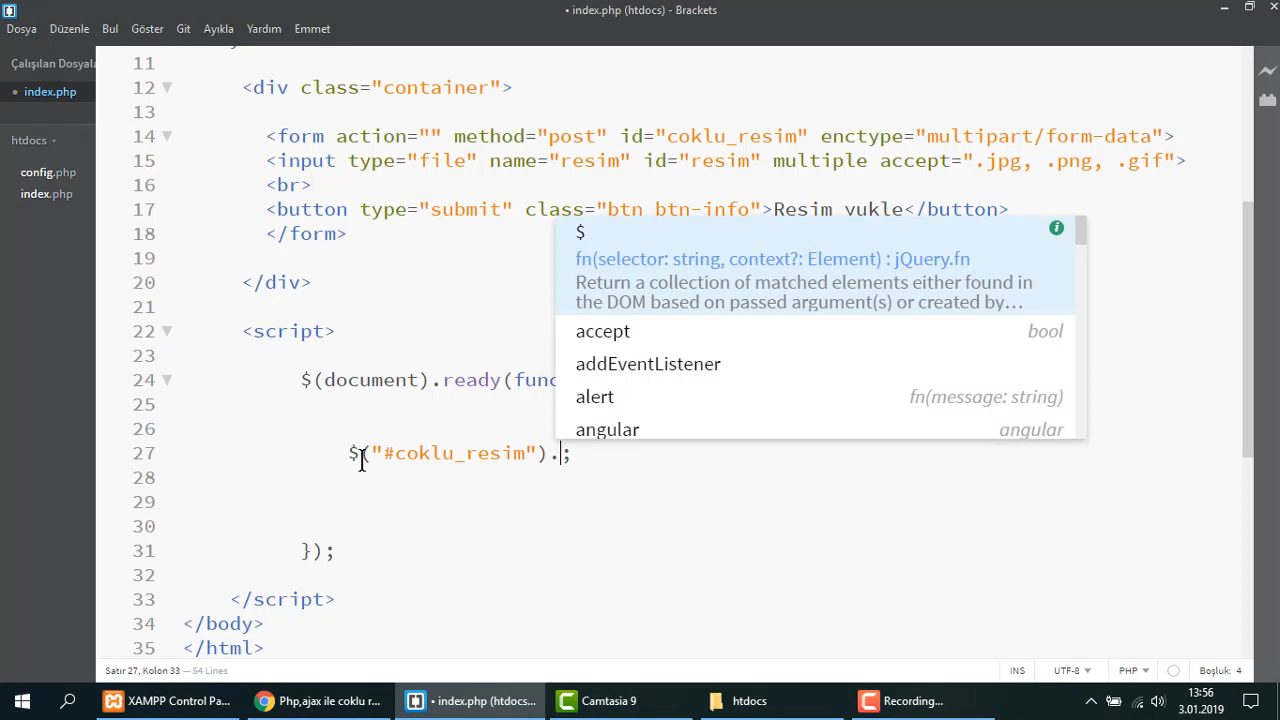 • index.php (htdocs) - Brackets
Dosya Düzenle Bul Göster Git Ayıkla Yardım Emmet
Çalışılan Dosyala
• index.php
htdocs
config.php
index.php
11
12 <div class="container">
13
14 <form action="" method="post" id="coklu_resim" enctype="multipart/form-data">
15 <input type="file" name="resim" id="resim" multiple accept=".jpg, .png, .gif">
16 <br>
17 <button type="submit" class="btn btn-info">Resim yukle</button>
18 </form>
19
20 </div>
21
22 <script>
23
24 $(document).ready(func
25
26
27 $("#coklu_resim").;
28
29
30
31 });
32
33 </script>
34 </body>
35 </html>
$
fn(selector: string, context?: Element) : jQuery.fn
Return a collection of matched elements either found in
the DOM based on passed argument(s) or created by…
accept bool
addEventListener
alert fn(message: string)
angular angular
Satır 27, Kolon 33 — 54 Lines
INS UTF-8 PHP Boşluk: 4
XAMPP Control Pa...
Php,ajax ile coklu r...
• index.php (htdocs...
Camtasia 9
htdocs
Recording...
13:56
3.01.2019